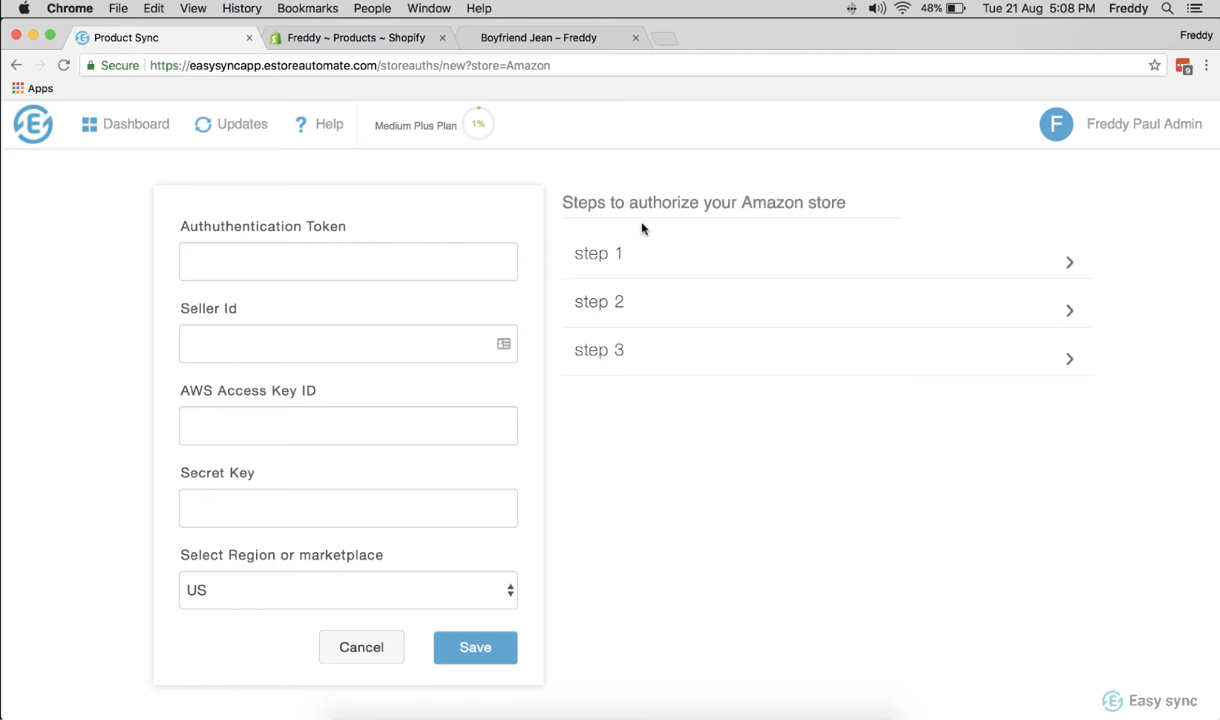 Chrome File Edit View History Bookmarks People Window Help 48% Tue 21 Aug 5:08 PM Freddy
Product Sync Freddy ~ Products ~ Shopify Boyfriend Jean – Freddy Freddy
Secure https://easysyncapp.estoreautomate.com/storeauths/new?store=Amazon 9
Apps
E Dashboard Updates ? Help Medium Plus Plan 1% F Freddy Paul Admin
Steps to authorize your Amazon store
Authuthentication Token
step 1
step 2
step 3
Seller Id
AWS Access Key ID
Secret Key
Select Region or marketplace
US
Cancel Save
E Easy sync